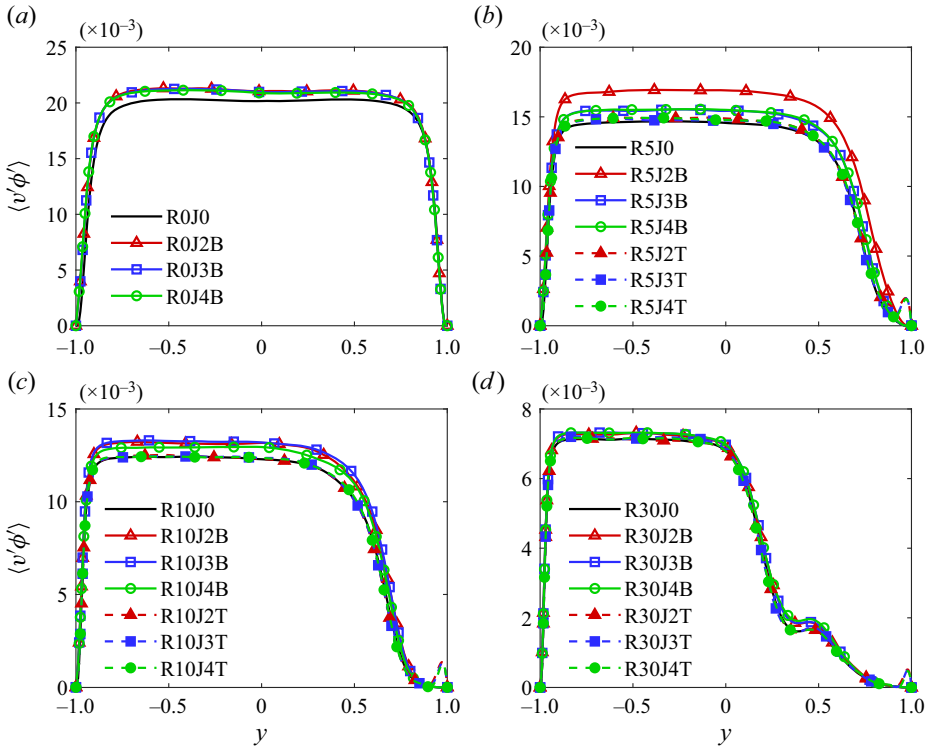 (a) (×10⁻³)
25
20
15
10
5
0
⟨v′ϕ′⟩
R0J0
R0J2B
R0J3B
R0J4B
−1.0 −0.5 0 0.5 1.0
(b) (×10⁻³)
20
15
10
5
0
R5J0
R5J2B
R5J3B
R5J4B
R5J2T
R5J3T
R5J4T
−1.0 −0.5 0 0.5 1.0
(c) (×10⁻³)
15
10
5
0
⟨v′ϕ′⟩
R10J0
R10J2B
R10J3B
R10J4B
R10J2T
R10J3T
R10J4T
−1.0 −0.5 0 0.5 1.0
y
(d) (×10⁻³)
8
6
4
2
0
R30J0
R30J2B
R30J3B
R30J4B
R30J2T
R30J3T
R30J4T
−1.0 −0.5 0 0.5 1.0
y